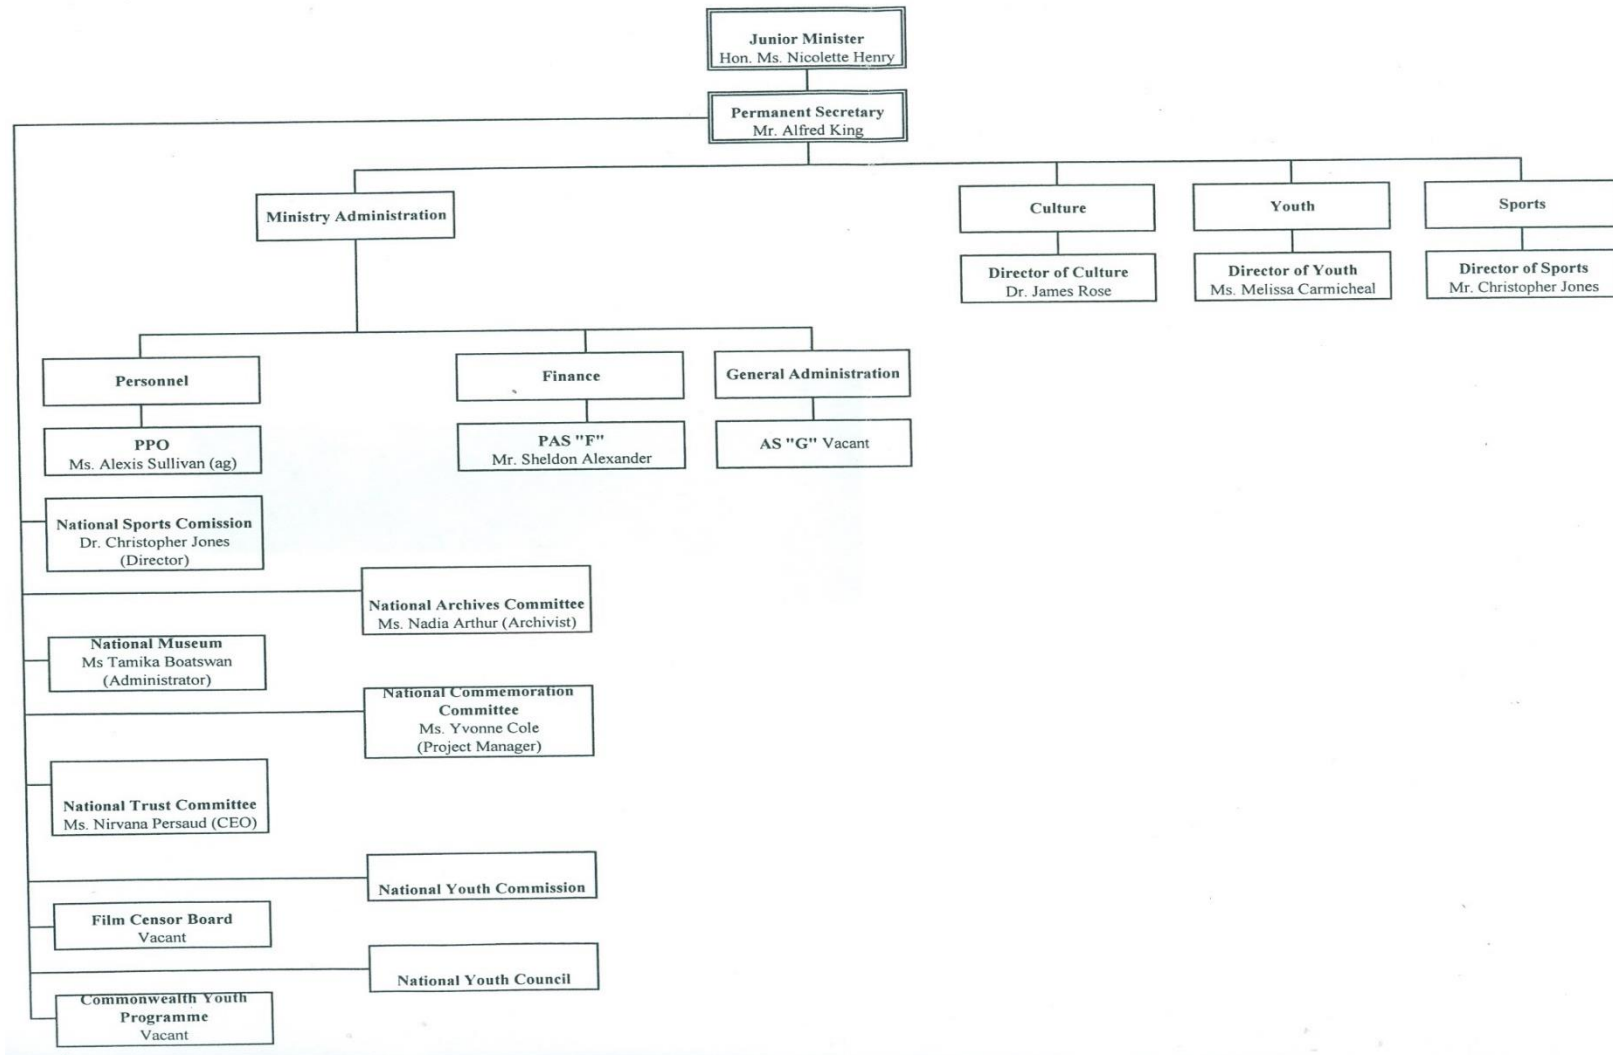 Junior Minister
Hon. Ms. Nicolette Henry
Permanent Secretary
Mr. Alfred King
Ministry Administration
Culture
Youth
Sports
Director of Culture
Dr. James Rose
Director of Youth
Ms. Melissa Carmicheal
Director of Sports
Mr. Christopher Jones
Personnel
Finance
General Administration
PPO
Ms. Alexis Sullivan (ag)
PAS "F"
Mr. Sheldon Alexander
AS "G" Vacant
National Sports Comission
Dr. Christopher Jones
(Director)
National Archives Committee
Ms. Nadia Arthur (Archivist)
National Museum
Ms Tamika Boatswan
(Administrator)
National Commemoration
Committee
Ms. Yvonne Cole
(Project Manager)
National Trust Committee
Ms. Nirvana Persaud (CEO)
National Youth Commission
Film Censor Board
Vacant
National Youth Council
Commonwealth Youth
Programme
Vacant